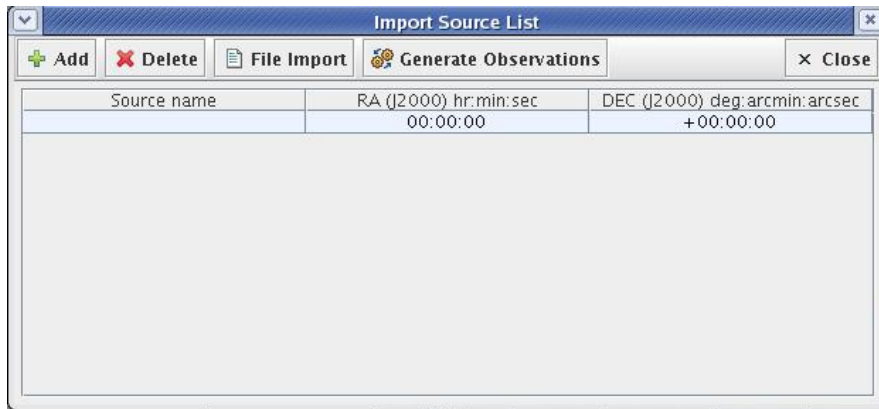 Import Source List
Add Delete File Import Generate Observations Close
Source name RA (J2000) hr:min:sec DEC (J2000) deg:arcmin:arcsec
00:00:00 +00:00:00